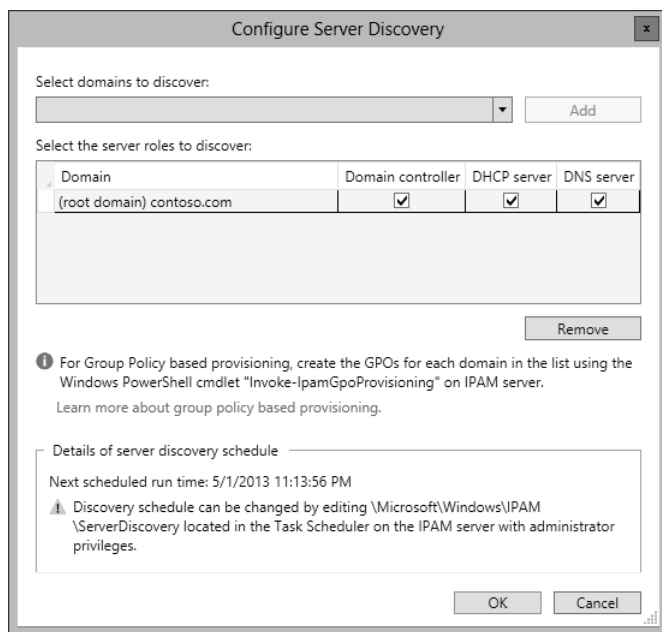 Configure Server Discovery
x
Select domains to discover:
Add
Select the server roles to discover:
Domain Domain controller DHCP server DNS server
(root domain) contoso.com
Remove
For Group Policy based provisioning, create the GPOs for each domain in the list using the
Windows PowerShell cmdlet "Invoke-IpamGpoProvisioning" on IPAM server.
Learn more about group policy based provisioning.
Details of server discovery schedule
Next scheduled run time: 5/1/2013 11:13:56 PM
Discovery schedule can be changed by editing \Microsoft\Windows\IPAM
\ServerDiscovery located in the Task Scheduler on the IPAM server with administrator
privileges.
OK Cancel